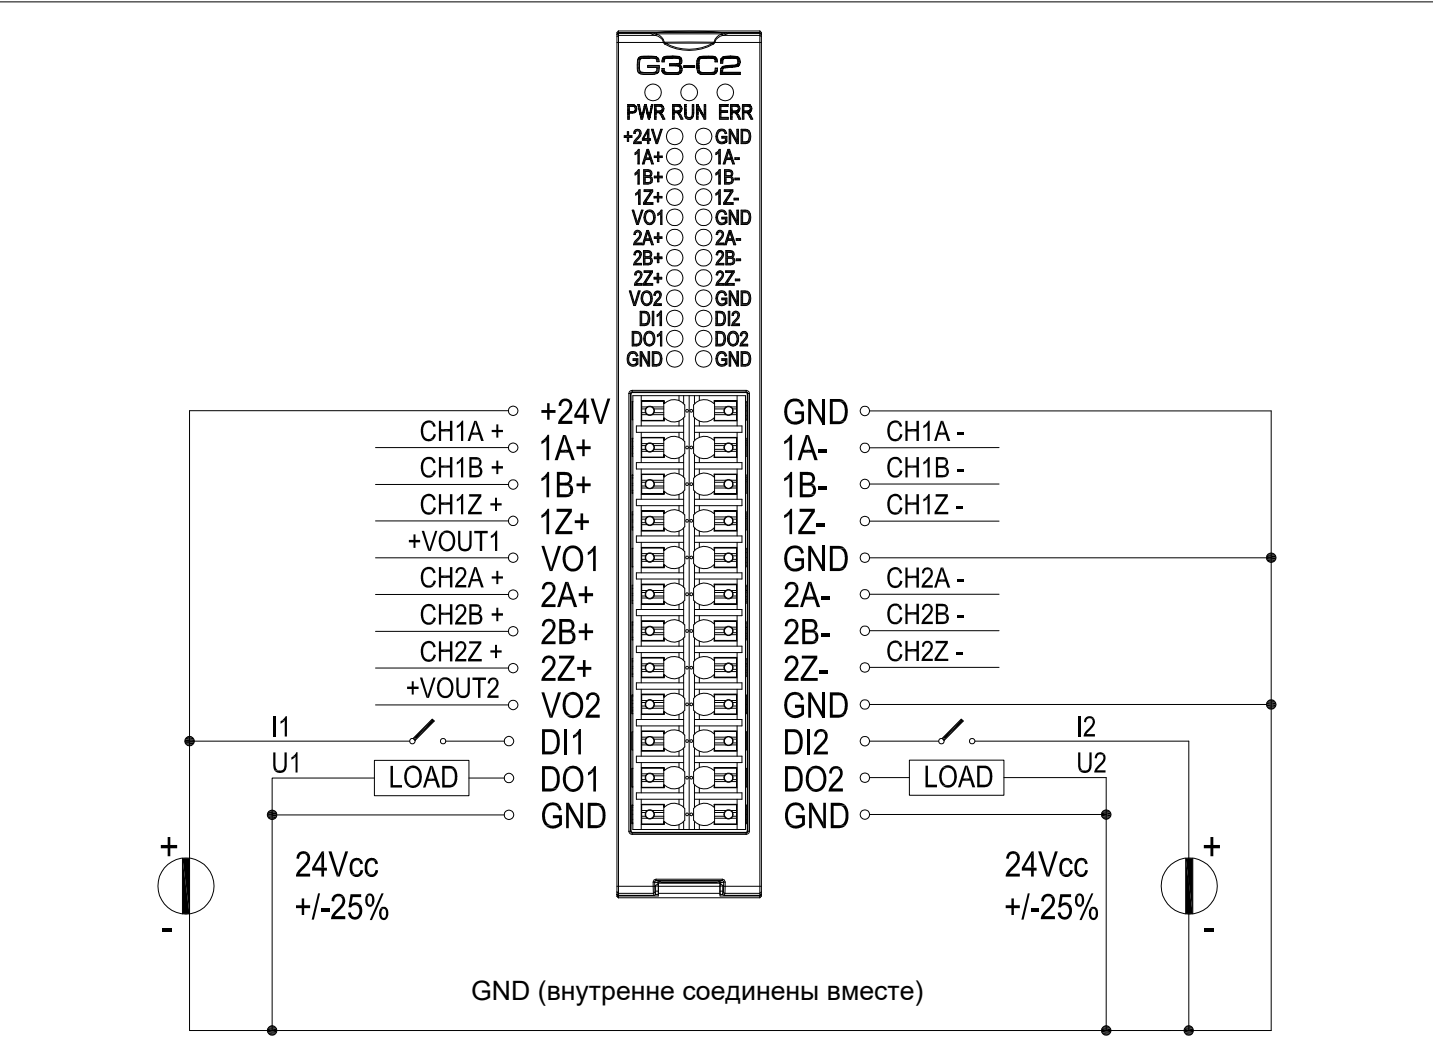 G3-C2
PWR RUN ERR
+24V GND
1A+ 1A-
1B+ 1B-
1Z+ 1Z-
VO1 GND
2A+ 2A-
2B+ 2B-
2Z+ 2Z-
VO2 GND
DI1 DI2
DO1 DO2
GND GND
+24V GND
CH1A + 1A+ 1A- CH1A -
CH1B + 1B+ 1B- CH1B -
CH1Z + 1Z+ 1Z- CH1Z -
+VOUT1 VO1 GND
CH2A + 2A+ 2A- CH2A -
CH2B + 2B+ 2B- CH2B -
CH2Z + 2Z+ 2Z- CH2Z -
+VOUT2 VO2 GND
I1 DI1 DI2 I2
U1 LOAD DO1 DO2 LOAD U2
GND GND
+ 24Vcc 24Vcc +
+/-25% +/-25%
- -
GND (внутренне соединены вместе)